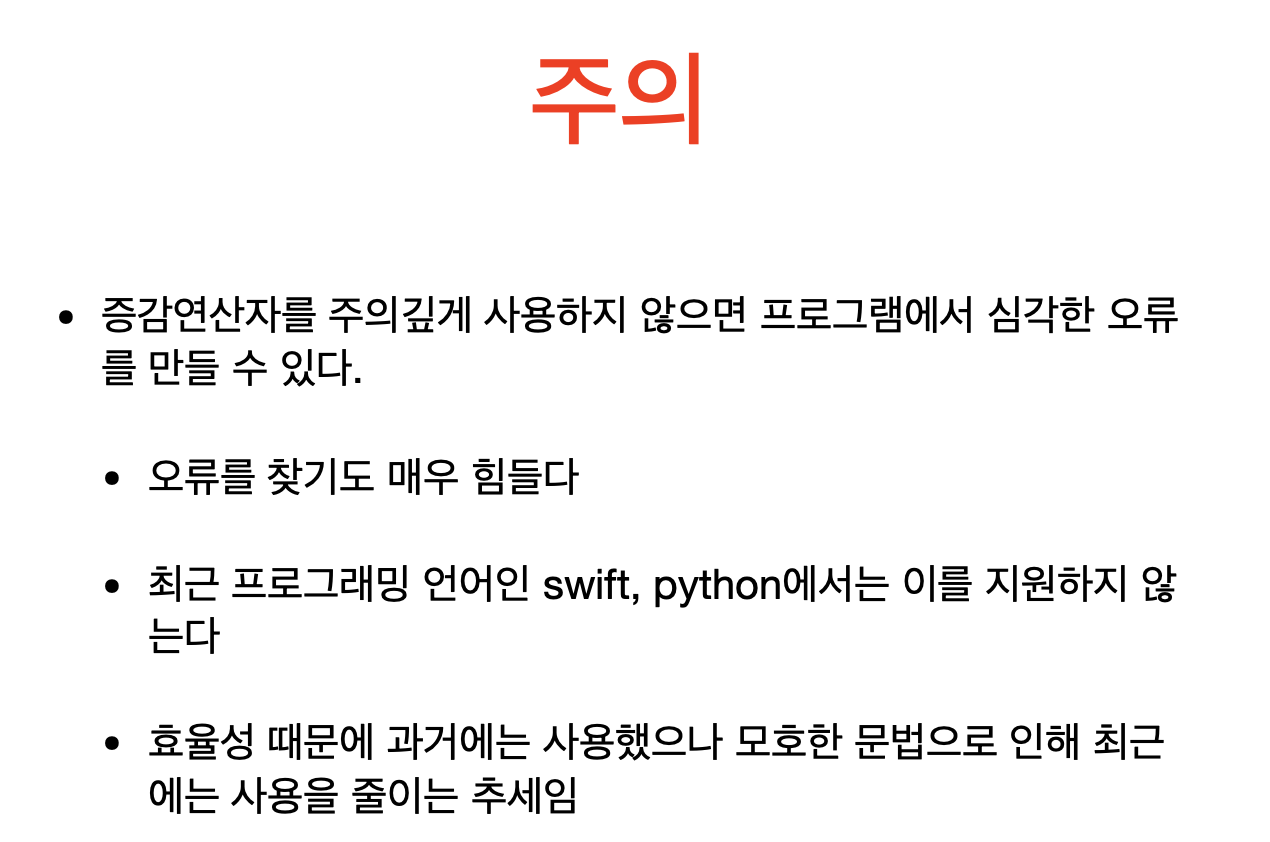 주의
• 증감연산자를 주의깊게 사용하지 않으면 프로그램에서 심각한 오류
를 만들 수 있다.
• 오류를 찾기도 매우 힘들다
• 최근 프로그래밍 언어인 swift, python에서는 이를 지원하지 않
는다
• 효율성 때문에 과거에는 사용했으나 모호한 문법으로 인해 최근
에는 사용을 줄이는 추세임